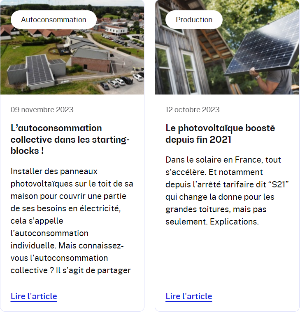 Autoconsommation
09 novembre 2023
L'autoconsommation
collective dans les starting-
blocks !
Installer des panneaux
photovoltaïques sur le toit de sa
maison pour couvrir une partie
de ses besoins en électricité,
cela s'appelle
l'autoconsommation
individuelle. Mais connaissez-
vous l'autoconsommation
collective ? Il s'agit de partager
Lire l'article
Production
12 octobre 2023
Le photovoltaïque boosté
depuis fin 2021
Dans le solaire en France, tout
s'accélère. Et notamment
depuis l'arrêté tarifaire dit "S21"
qui change la donne pour les
grandes toitures, mais pas
seulement. Explications.
Lire l'article